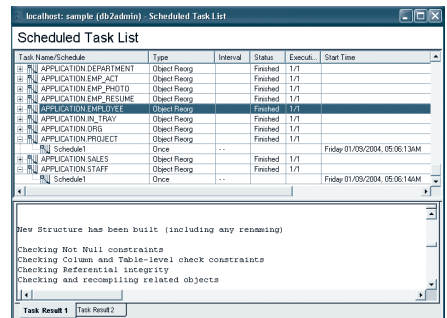 localhost: sample (db7admin) - Scheduled Task List
Scheduled Task List
Task Name/Schedule Type Interval Status Executi... Start Time
APPLICATION.DEPARTMENT Object Reorg Finished 1/1
APPLICATION.EMP_ACT Object Reorg Finished 1/1
APPLICATION.EMP_PHOTO Object Reorg Finished 1/1
APPLICATION.EMP_RESUME Object Reorg Finished 1/1
APPLICATION.EMPLOYEE Object Reorg Finished 1/1
APPLICATION.IN_TRAY Object Reorg Finished 1/1
APPLICATION.ORG Object Reorg Finished 1/1
APPLICATION.PROJECT Object Reorg Finished 1/1
Schedule1 Once -- Friday 01/09/2004, 05:06:13AM
APPLICATION.SALES Object Reorg Finished 1/1
APPLICATION.STAFF Object Reorg Finished 1/1
Schedule1 Once -- Friday 01/09/2004, 05:06:14AM
New Structure has been built (including any renaming)
Checking Not Null constraints
Checking Column and Table-level check constraints
Checking Referential integrity
Checking and recompiling related objects
Task Result 1 Task Result 2